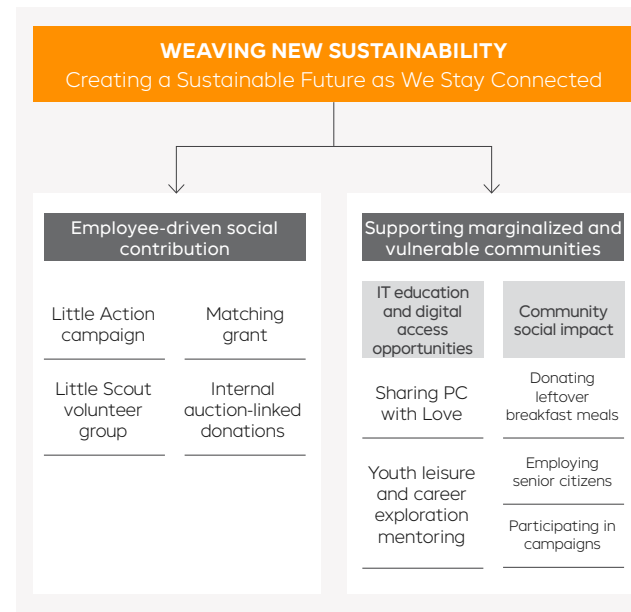 WEAVING NEW SUSTAINABILITY
Creating a Sustainable Future as We Stay Connected
Employee-driven social
contribution
Little Action
campaign
Matching
grant
Little Scout
volunteer
group
Internal
auction-linked
donations
Supporting marginalized and
vulnerable communities
IT education
and digital
access
opportunities
Sharing PC
with Love
Youth leisure
and career
exploration
mentoring
Community
social impact
Donating
leftover
breakfast meals
Employing
senior citizens
Participating in
campaigns